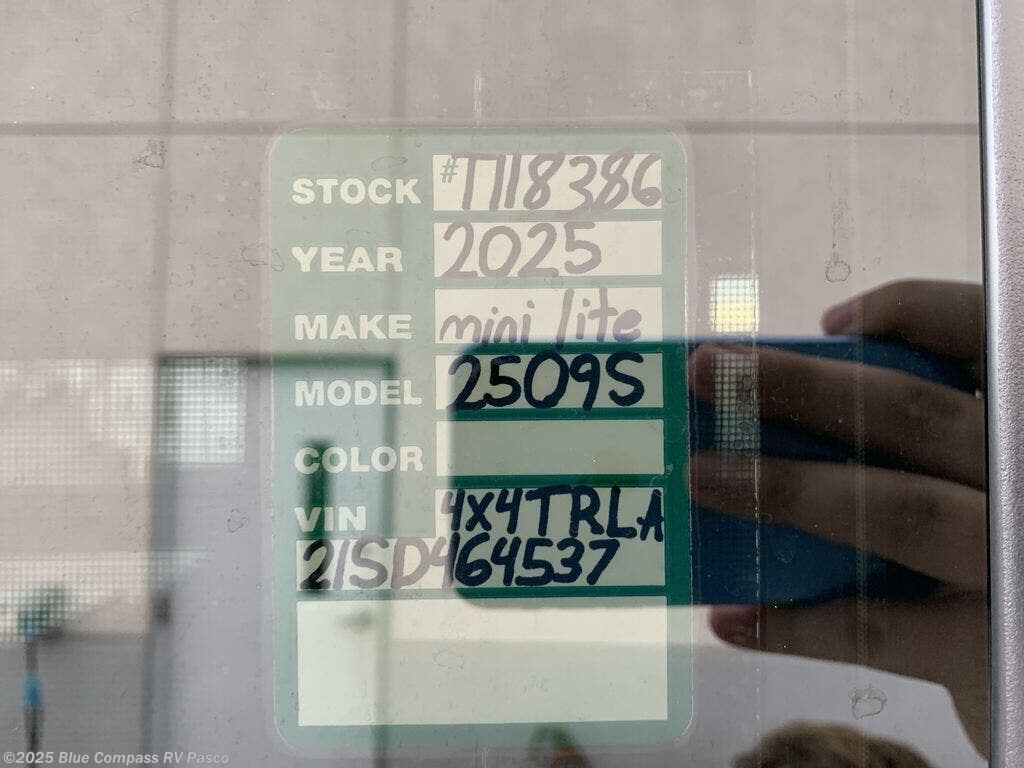 STOCK #T118386
YEAR 2025
MAKE mini lite
MODEL 2509S
COLOR
VIN 4X4TRLA
21SD464537
©2025 Blue Compass RV Pasco